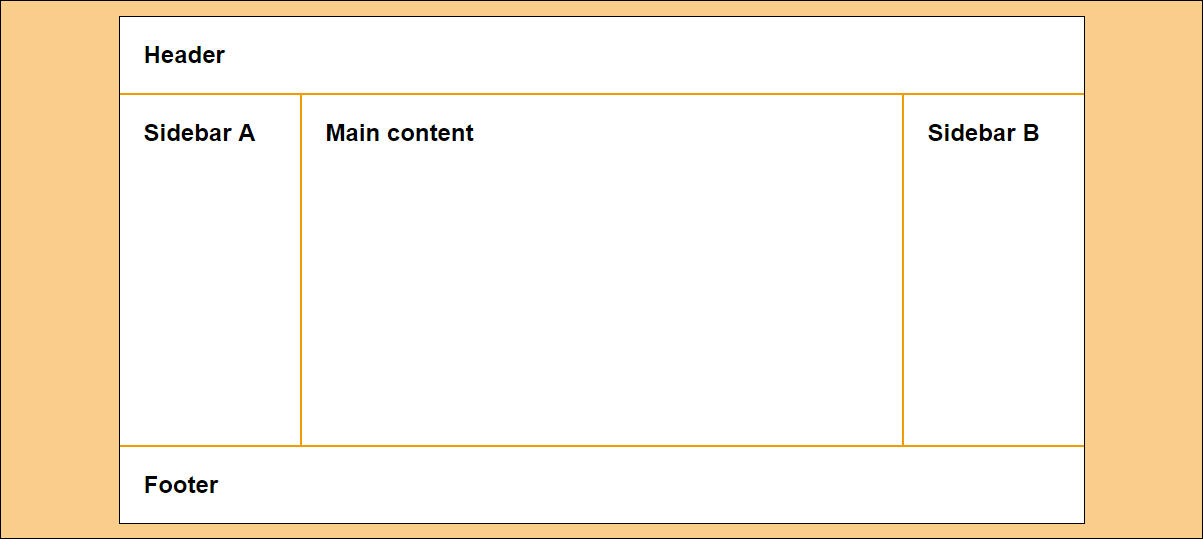 Header
Sidebar A
Main content
Sidebar B
Footer